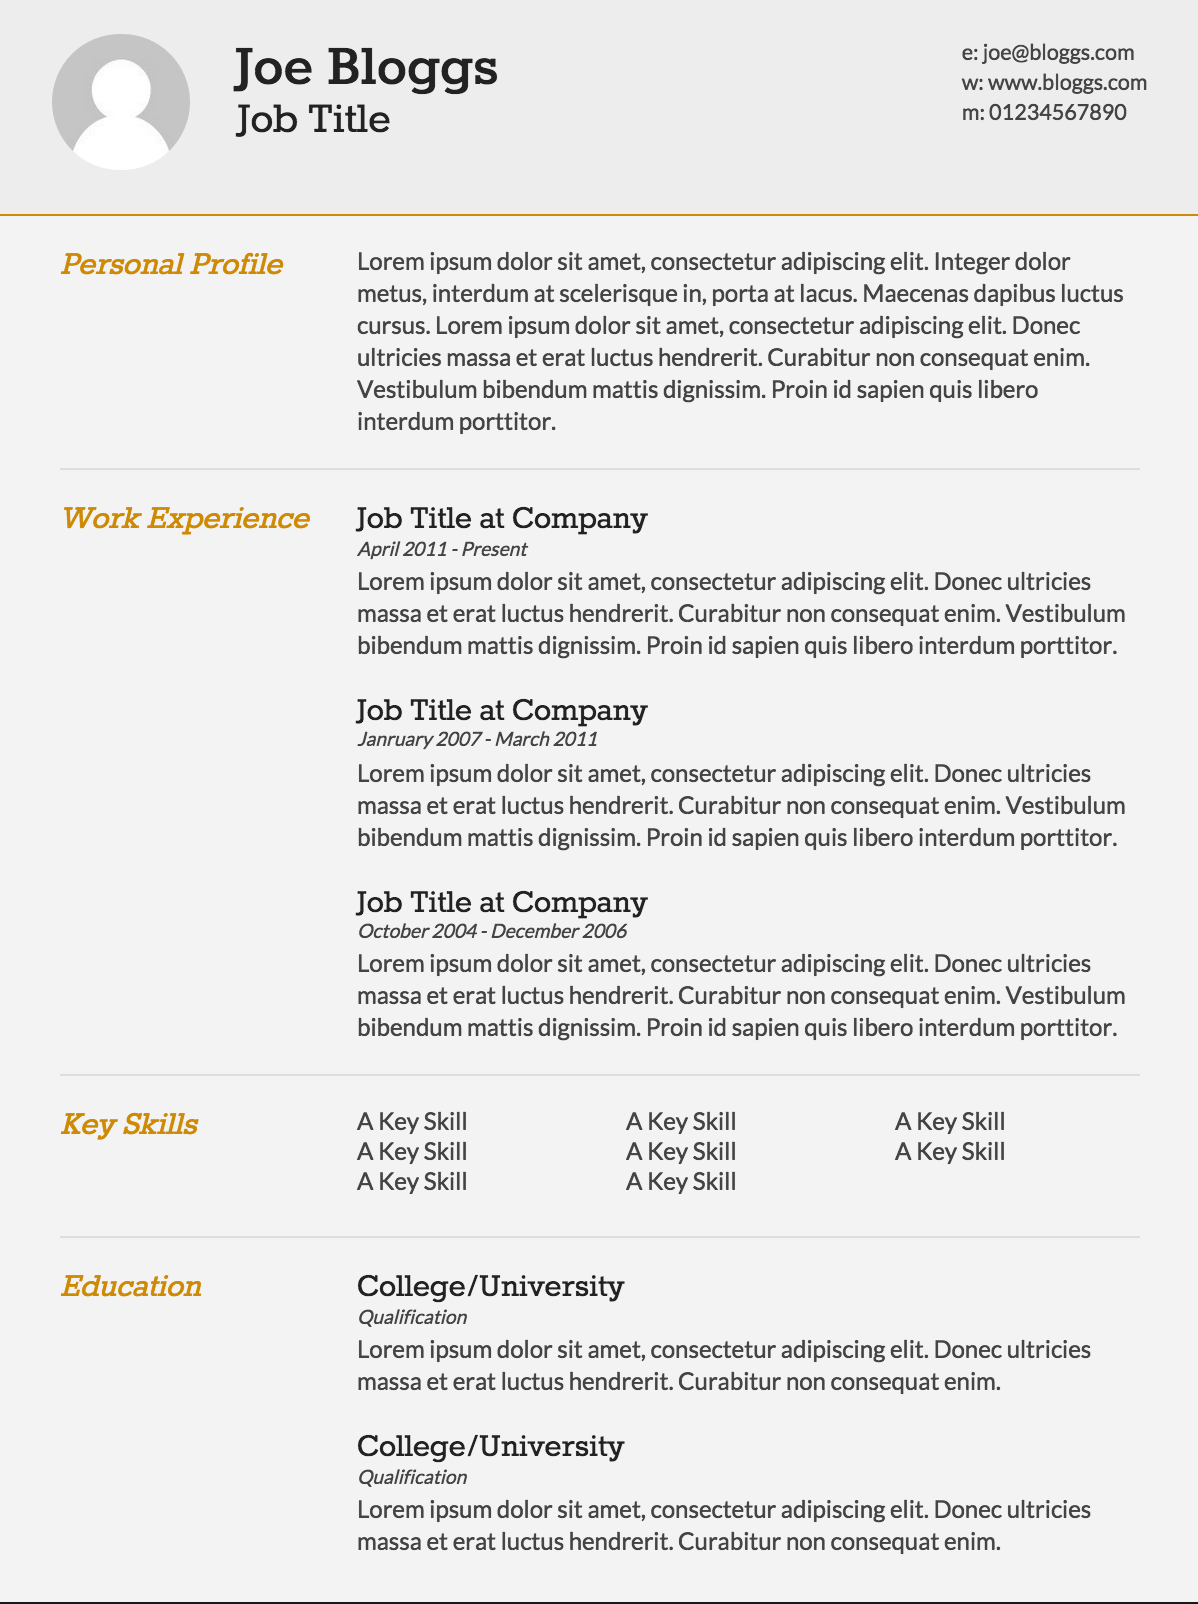 Joe Bloggs
Job Title
e: joe@bloggs.com
w: www.bloggs.com
m: 01234567890
Personal Profile
Lorem ipsum dolor sit amet, consectetur adipiscing elit. Integer dolor
metus, interdum at scelerisque in, porta at lacus. Maecenas dapibus luctus
cursus. Lorem ipsum dolor sit amet, consectetur adipiscing elit. Donec
ultricies massa et erat luctus hendrerit. Curabitur non consequat enim.
Vestibulum bibendum mattis dignissim. Proin id sapien quis libero
interdum porttitor.
Work Experience
Job Title at Company
April 2011 - Present
Lorem ipsum dolor sit amet, consectetur adipiscing elit. Donec ultricies
massa et erat luctus hendrerit. Curabitur non consequat enim. Vestibulum
bibendum mattis dignissim. Proin id sapien quis libero interdum porttitor.
Job Title at Company
Janruary 2007 - March 2011
Lorem ipsum dolor sit amet, consectetur adipiscing elit. Donec ultricies
massa et erat luctus hendrerit. Curabitur non consequat enim. Vestibulum
bibendum mattis dignissim. Proin id sapien quis libero interdum porttitor.
Job Title at Company
October 2004 - December 2006
Lorem ipsum dolor sit amet, consectetur adipiscing elit. Donec ultricies
massa et erat luctus hendrerit. Curabitur non consequat enim. Vestibulum
bibendum mattis dignissim. Proin id sapien quis libero interdum porttitor.
Key Skills
A Key Skill A Key Skill A Key Skill
A Key Skill A Key Skill A Key Skill
A Key Skill A Key Skill
Education
College/University
Qualification
Lorem ipsum dolor sit amet, consectetur adipiscing elit. Donec ultricies
massa et erat luctus hendrerit. Curabitur non consequat enim.
College/University
Qualification
Lorem ipsum dolor sit amet, consectetur adipiscing elit. Donec ultricies
massa et erat luctus hendrerit. Curabitur non consequat enim.